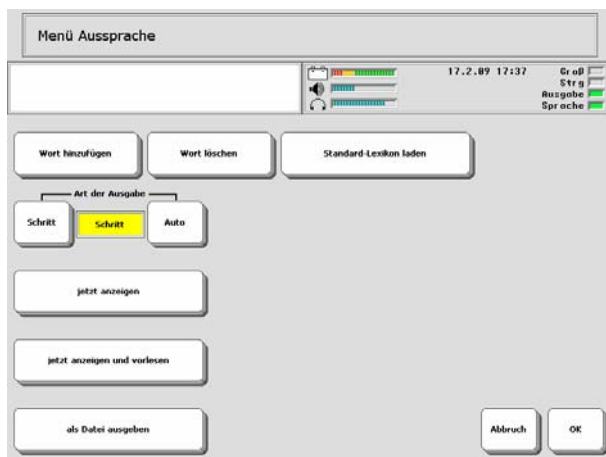 Menü Aussprache
17.2.09 17:37
Groß
Strg
Ausgabe
Sprache
Wort hinzufügen
Wort löschen
Standard-Lexikon laden
Art der Ausgabe
Schritt
Schritt
Auto
jetzt anzeigen
jetzt anzeigen und vorlesen
als Datei ausgeben
Abbruch
OK